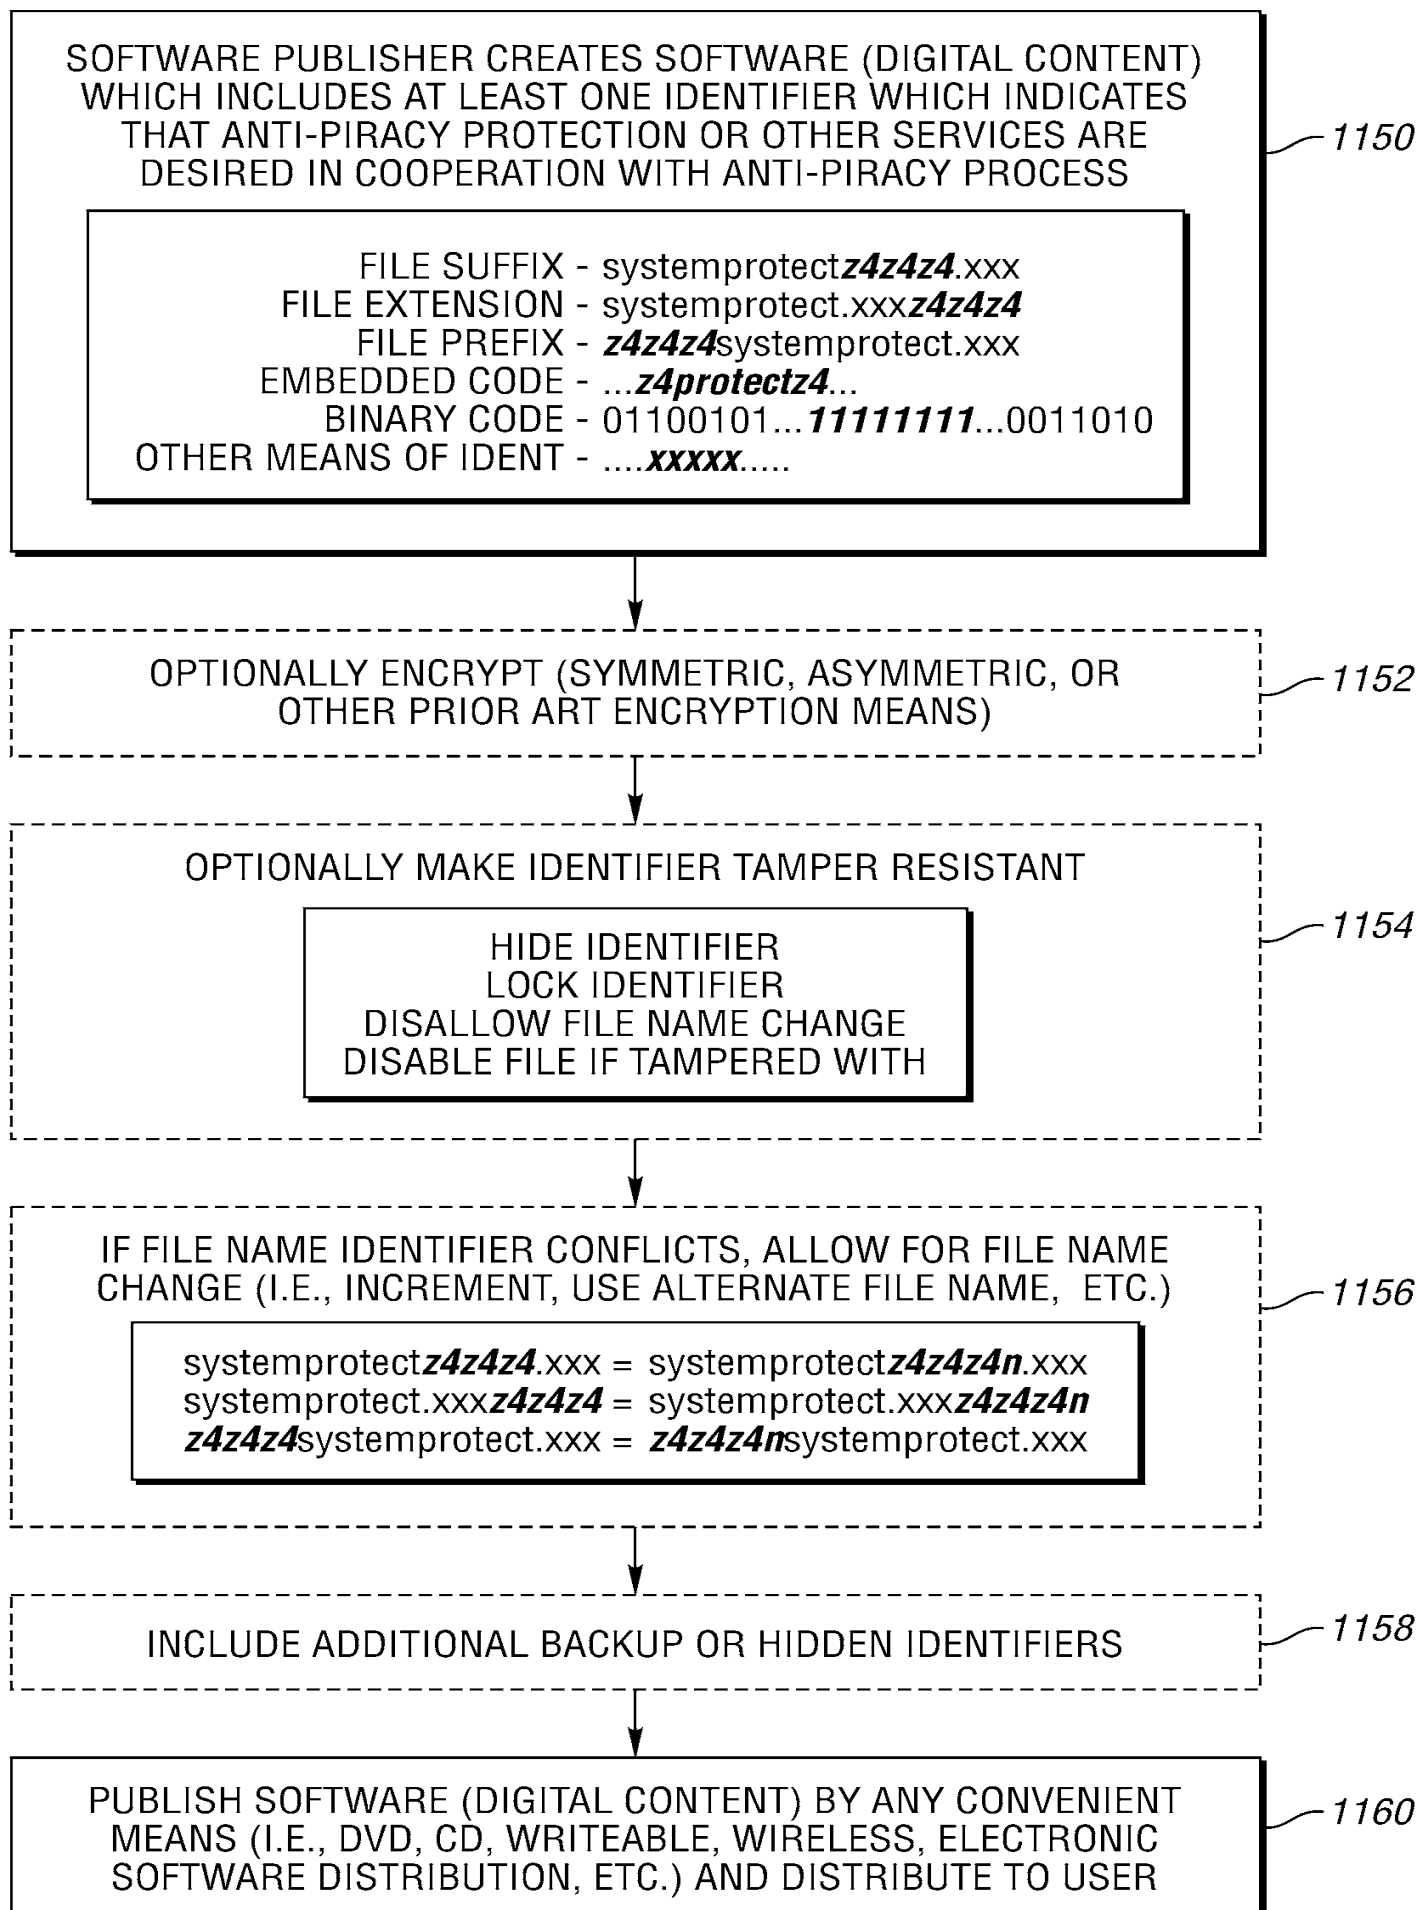 SOFTWARE PUBLISHER CREATES SOFTWARE (DIGITAL CONTENT)
WHICH INCLUDES AT LEAST ONE IDENTIFIER WHICH INDICATES
THAT ANTI-PIRACY PROTECTION OR OTHER SERVICES ARE
DESIRED IN COOPERATION WITH ANTI-PIRACY PROCESS
1150
FILE SUFFIX - systemprotectz4z4z4.xxx
FILE EXTENSION - systemprotect.xxxz4z4z4
FILE PREFIX - z4z4z4systemprotect.xxx
EMBEDDED CODE - ...z4protectz4...
BINARY CODE - 01100101...11111111...0011010
OTHER MEANS OF IDENT - ....xxxxx.....
OPTIONALLY ENCRYPT (SYMMETRIC, ASYMMETRIC, OR
OTHER PRIOR ART ENCRYPTION MEANS)
1152
OPTIONALLY MAKE IDENTIFIER TAMPER RESISTANT
1154
HIDE IDENTIFIER
LOCK IDENTIFIER
DISALLOW FILE NAME CHANGE
DISABLE FILE IF TAMPERED WITH
IF FILE NAME IDENTIFIER CONFLICTS, ALLOW FOR FILE NAME
CHANGE (I.E., INCREMENT, USE ALTERNATE FILE NAME, ETC.)
1156
systemprotectz4z4z4.xxx = systemprotectz4z4z4n.xxx
systemprotect.xxxz4z4z4 = systemprotect.xxxz4z4z4n
z4z4z4systemprotect.xxx = z4z4z4nsystemprotect.xxx
INCLUDE ADDITIONAL BACKUP OR HIDDEN IDENTIFIERS
1158
PUBLISH SOFTWARE (DIGITAL CONTENT) BY ANY CONVENIENT
MEANS (I.E., DVD, CD, WRITEABLE, WIRELESS, ELECTRONIC
SOFTWARE DISTRIBUTION, ETC.) AND DISTRIBUTE TO USER
1160